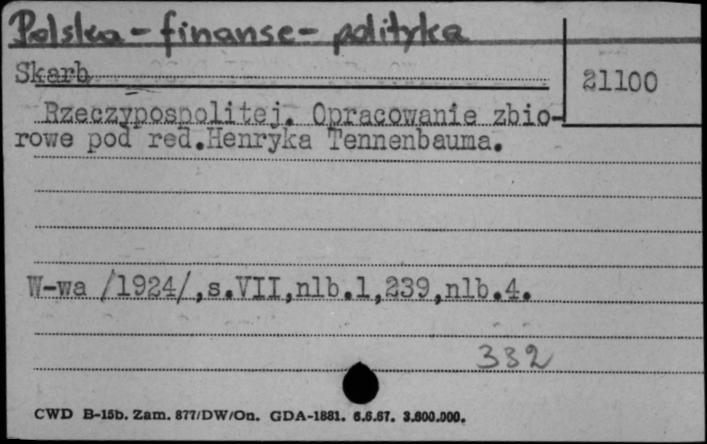 Polska - finanse - polityka
Skarb
21100
Rzeczypospolitej. Opracowanie zbio-
rowe pod red.Henryka Tennenbauma.
W-wa /1924/,s.VII,nlb.1,239,nlb.4.
332
CWD B-15b. Zam. 877/DW/On. GDA-1881. 6.6.67. 3.600.000.